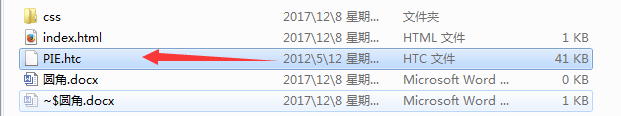 css 2017\12\8 星期... 文件夹
index.html 2017\12\8 星期... HTML 文件 1 KB
PIE.htc 2012\5\12 星期... HTC 文件 41 KB
圆角.docx 2017\12\8 星期... Microsoft Word ... 0 KB
~$圆角.docx 2017\12\8 星期... Microsoft Word ... 1 KB